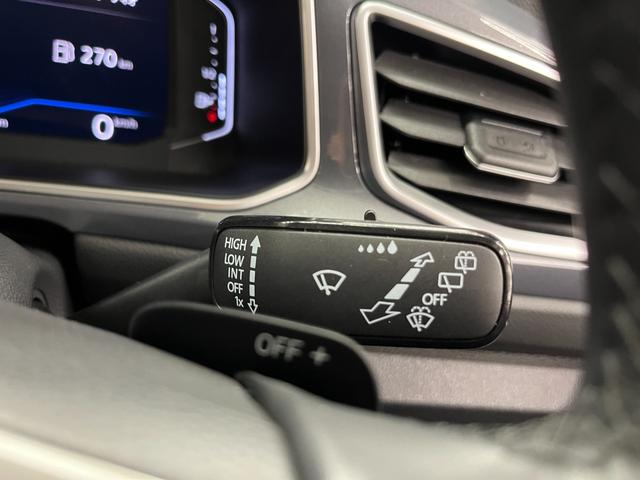 270 km
0 km/h
HIGH
LOW
INT
OFF
1x
OFF
OFF +